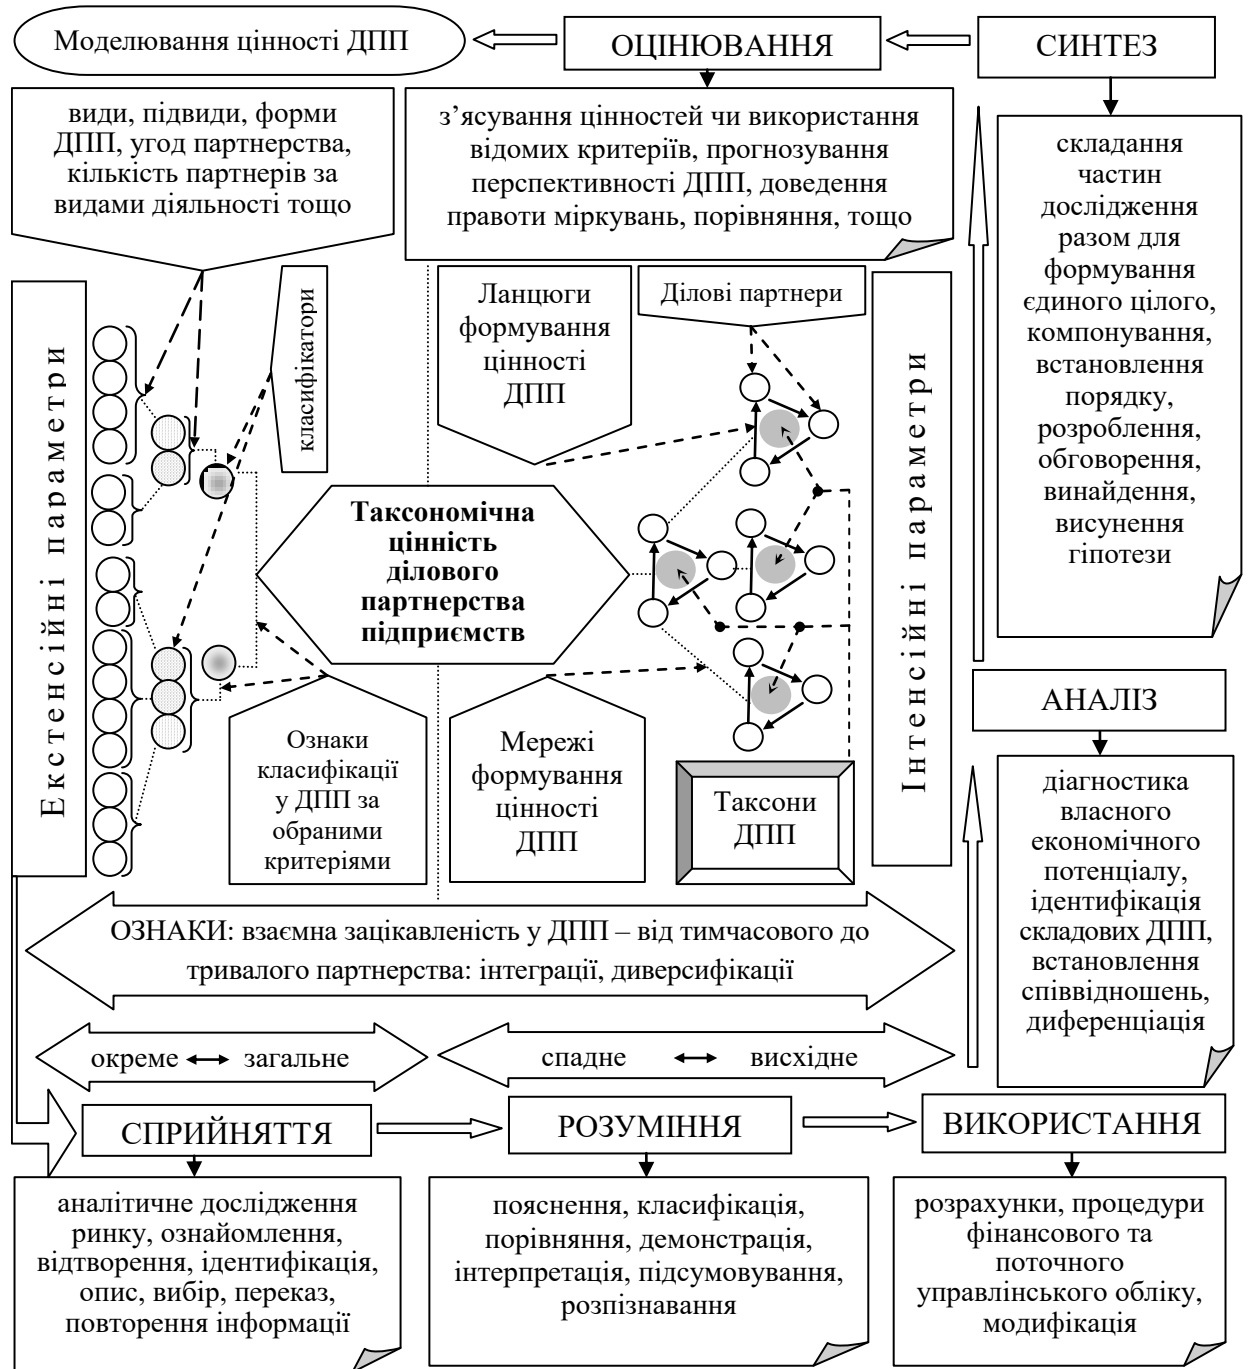 Моделювання цінності ДПП
ОЦІНЮВАННЯ
СИНТЕЗ
види, підвиди, форми
ДПП, угод партнерства,
кількість партнерів за
видами діяльності тощо
з’ясування цінностей чи використання
відомих критеріїв, прогнозування
перспективності ДПП, доведення
правоти міркувань, порівняння, тощо
складання
частин
дослідження
разом для
формування
єдиного цілого,
компонування,
встановлення
порядку,
розроблення,
обговорення,
винайдення,
висунення
гіпотези
Екстенсійні параметри
класифікатори
Ланцюги
формування
цінності
ДПП
Ділові партнери
Інтенсійні параметри
Таксономічна
цінність
ділового
партнерства
підприємств
АНАЛІЗ
Ознаки
класифікації
у ДПП за
обраними
критеріями
Мережі
формування
цінності
ДПП
Таксони
ДПП
діагностика
власного
економічного
потенціалу,
ідентифікація
складових ДПП,
встановлення
співвідношень,
диференціація
ОЗНАКИ: взаємна зацікавленість у ДПП – від тимчасового до
тривалого партнерства: інтеграції, диверсифікації
окреме загальне
спадне висхідне
СПРИЙНЯТТЯ
РОЗУМІННЯ
ВИКОРИСТАННЯ
аналітичне дослідження
ринку, ознайомлення,
відтворення, ідентифікація,
опис, вибір, переказ,
повторення інформації
пояснення, класифікація,
порівняння, демонстрація,
інтерпретація, підсумовування,
розпізнавання
розрахунки, процедури
фінансового та
поточного
управлінського обліку,
модифікація